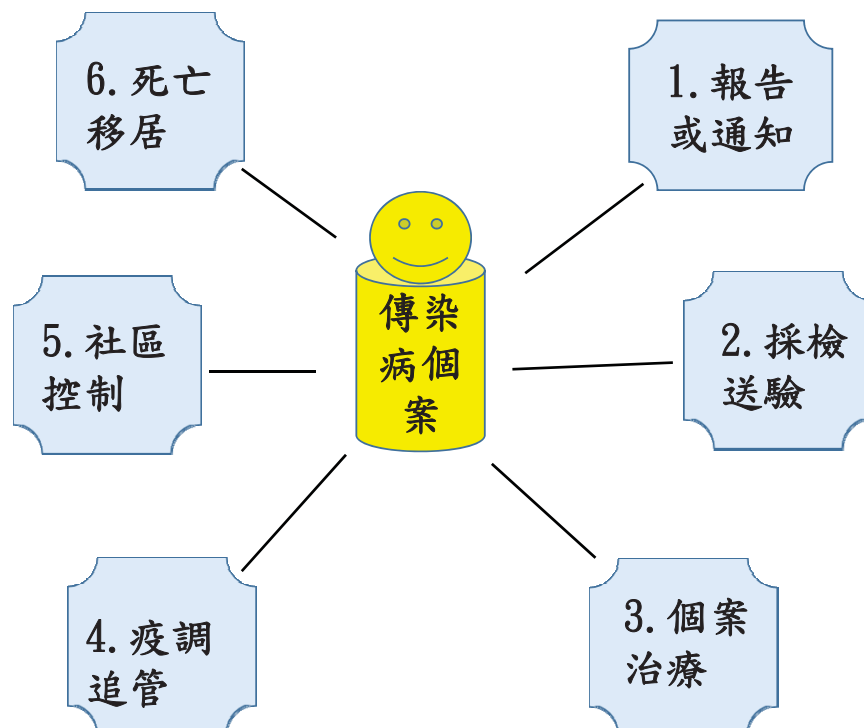 傳染
病個
案
1.報告
或通知
2.採檢
送驗
3.個案
治療
4.疫調
追管
5.社區
控制
6.死亡
移居